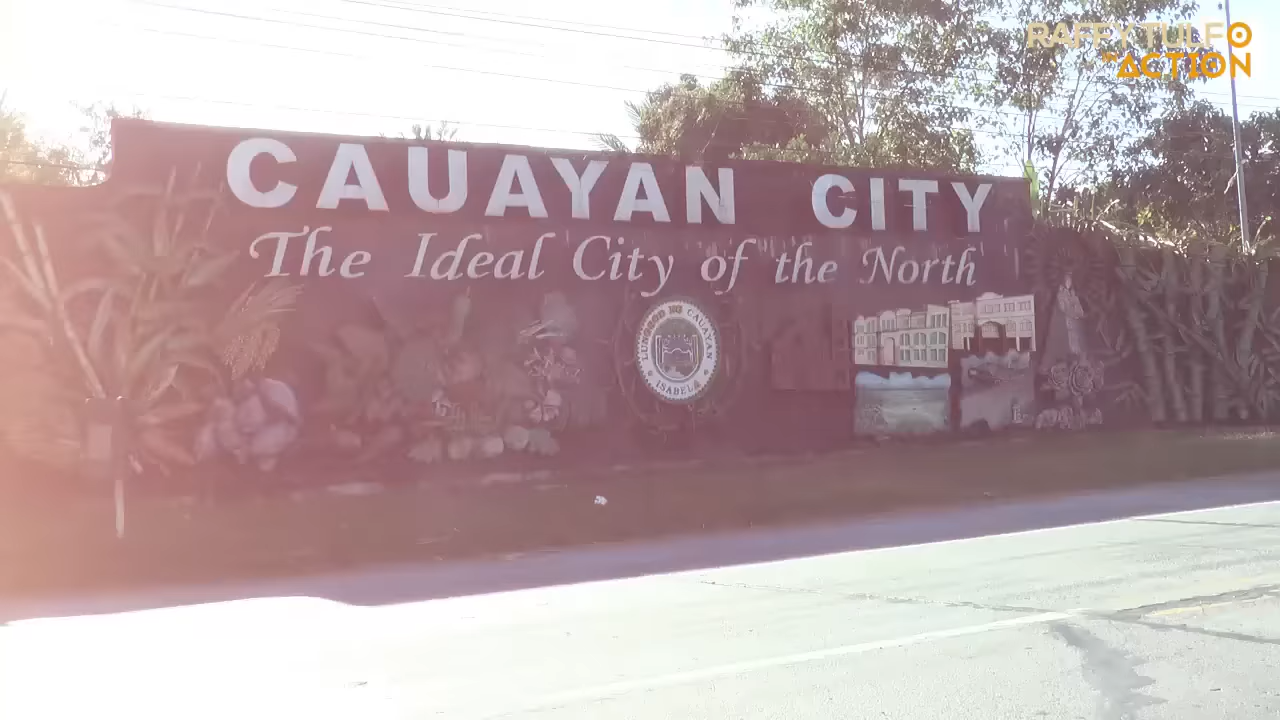 RAFFY TULFO
in ACTION
CAUAYAN CITY
The Ideal City of the North
LUNGSOD NG CAUAYAN
ISABELA